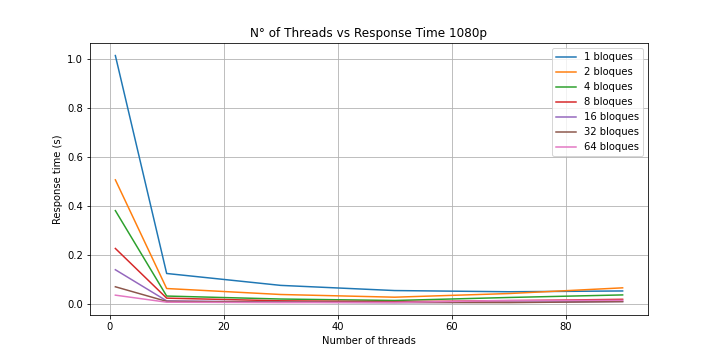 N° of Threads vs Response Time 1080p
1 bloques
2 bloques
4 bloques
8 bloques
16 bloques
32 bloques
64 bloques
Response time (s)
1.0
0.8
0.6
0.4
0.2
0.0
0 20 40 60 80
Number of threads